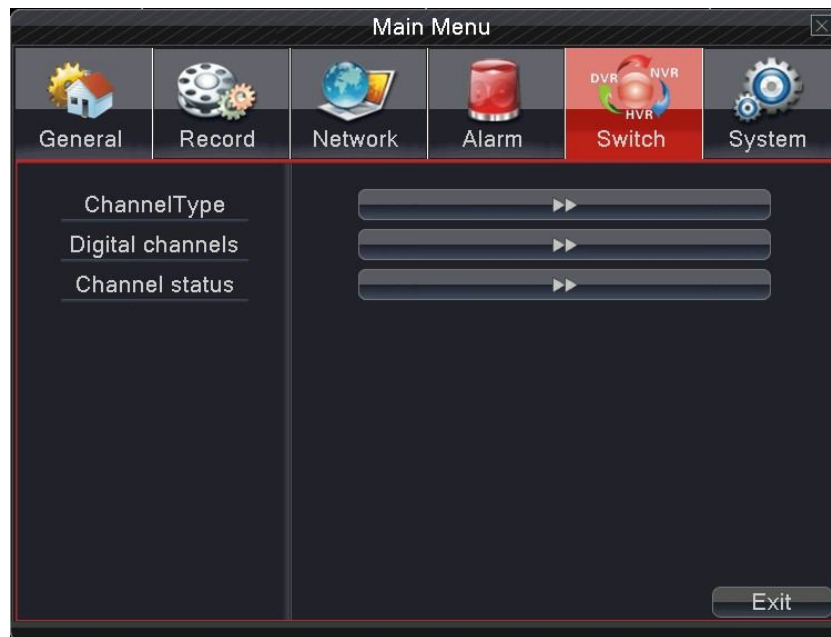 Main Menu
DVR NVR
HVR
General Record Network Alarm Switch System
ChannelType
Digital channels
Channel status
Exit